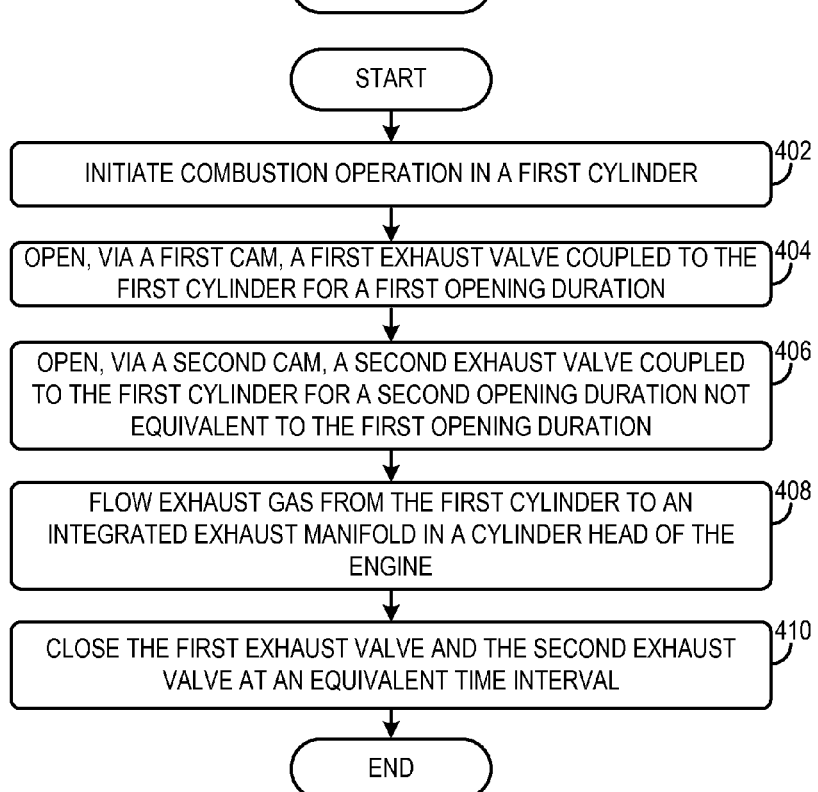 START
INITIATE COMBUSTION OPERATION IN A FIRST CYLINDER
402
OPEN, VIA A FIRST CAM, A FIRST EXHAUST VALVE COUPLED TO THE
FIRST CYLINDER FOR A FIRST OPENING DURATION
404
OPEN, VIA A SECOND CAM, A SECOND EXHAUST VALVE COUPLED
TO THE FIRST CYLINDER FOR A SECOND OPENING DURATION NOT
EQUIVALENT TO THE FIRST OPENING DURATION
406
FLOW EXHAUST GAS FROM THE FIRST CYLINDER TO AN
INTEGRATED EXHAUST MANIFOLD IN A CYLINDER HEAD OF THE
ENGINE
408
CLOSE THE FIRST EXHAUST VALVE AND THE SECOND EXHAUST
VALVE AT AN EQUIVALENT TIME INTERVAL
410
END